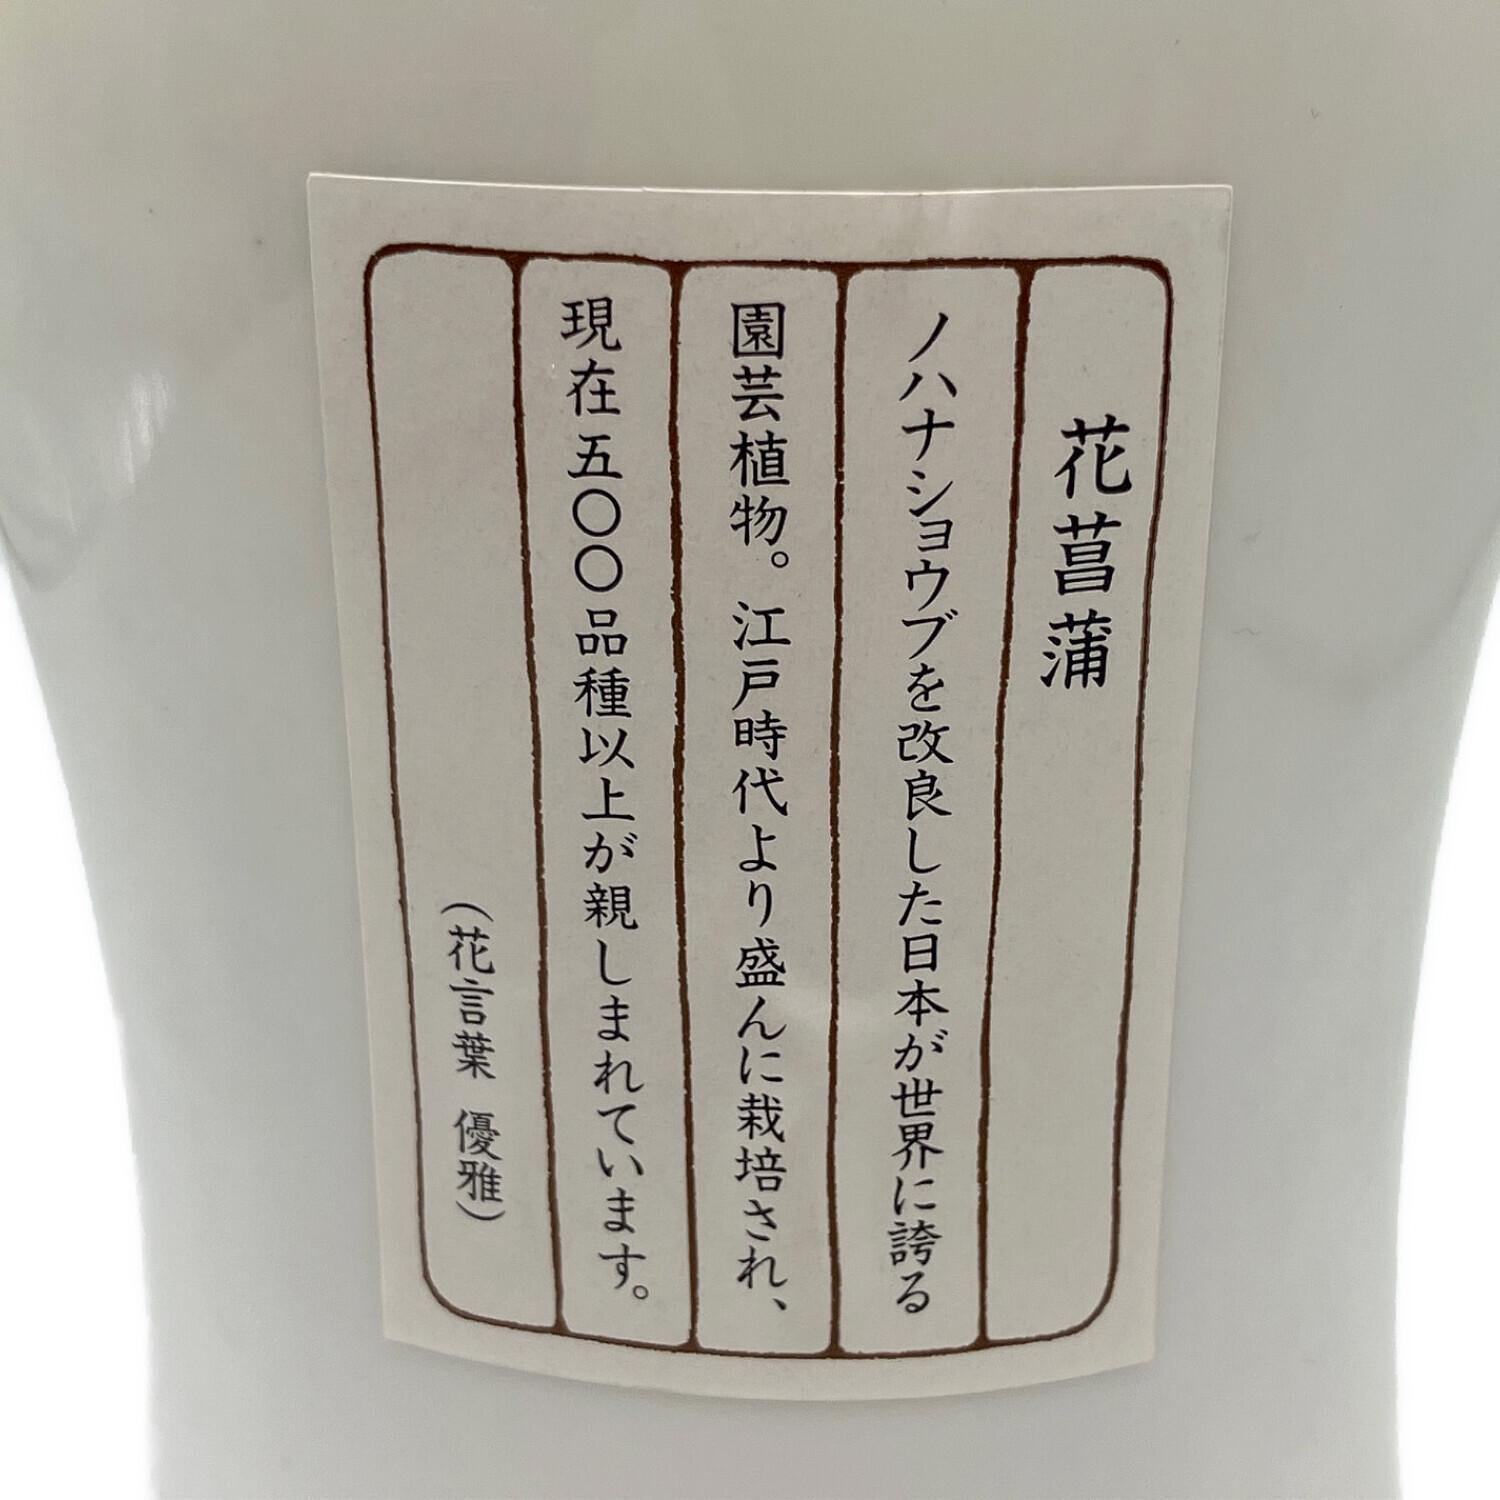 花菖蒲
ノハナショウブを改良した日本が世界に誇る
園芸植物。江戸時代より盛んに栽培され、
現在五〇〇品種以上が親しまれています。
（花言葉 優雅）